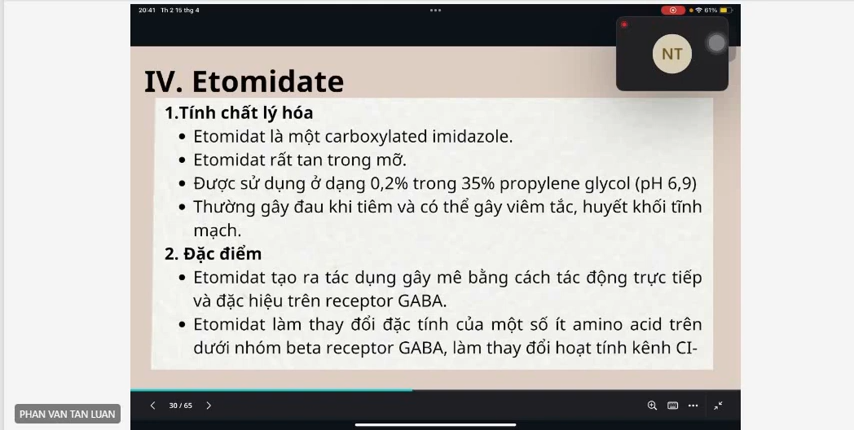 20:41 Th 2 15 thg 4
61%
NT
IV. Etomidate
1.Tính chất lý hóa
• Etomidat là một carboxylated imidazole.
• Etomidat rất tan trong mỡ.
• Được sử dụng ở dạng 0,2% trong 35% propylene glycol (pH 6,9)
• Thường gây đau khi tiêm và có thể gây viêm tắc, huyết khối tĩnh
mạch.
2. Đặc điểm
• Etomidat tạo ra tác dụng gây mê bằng cách tác động trực tiếp
và đặc hiệu trên receptor GABA.
• Etomidat làm thay đổi đặc tính của một số ít amino acid trên
dưới nhóm beta receptor GABA, làm thay đổi hoạt tính kênh CI-
30 / 65
PHAN VAN TAN LUAN